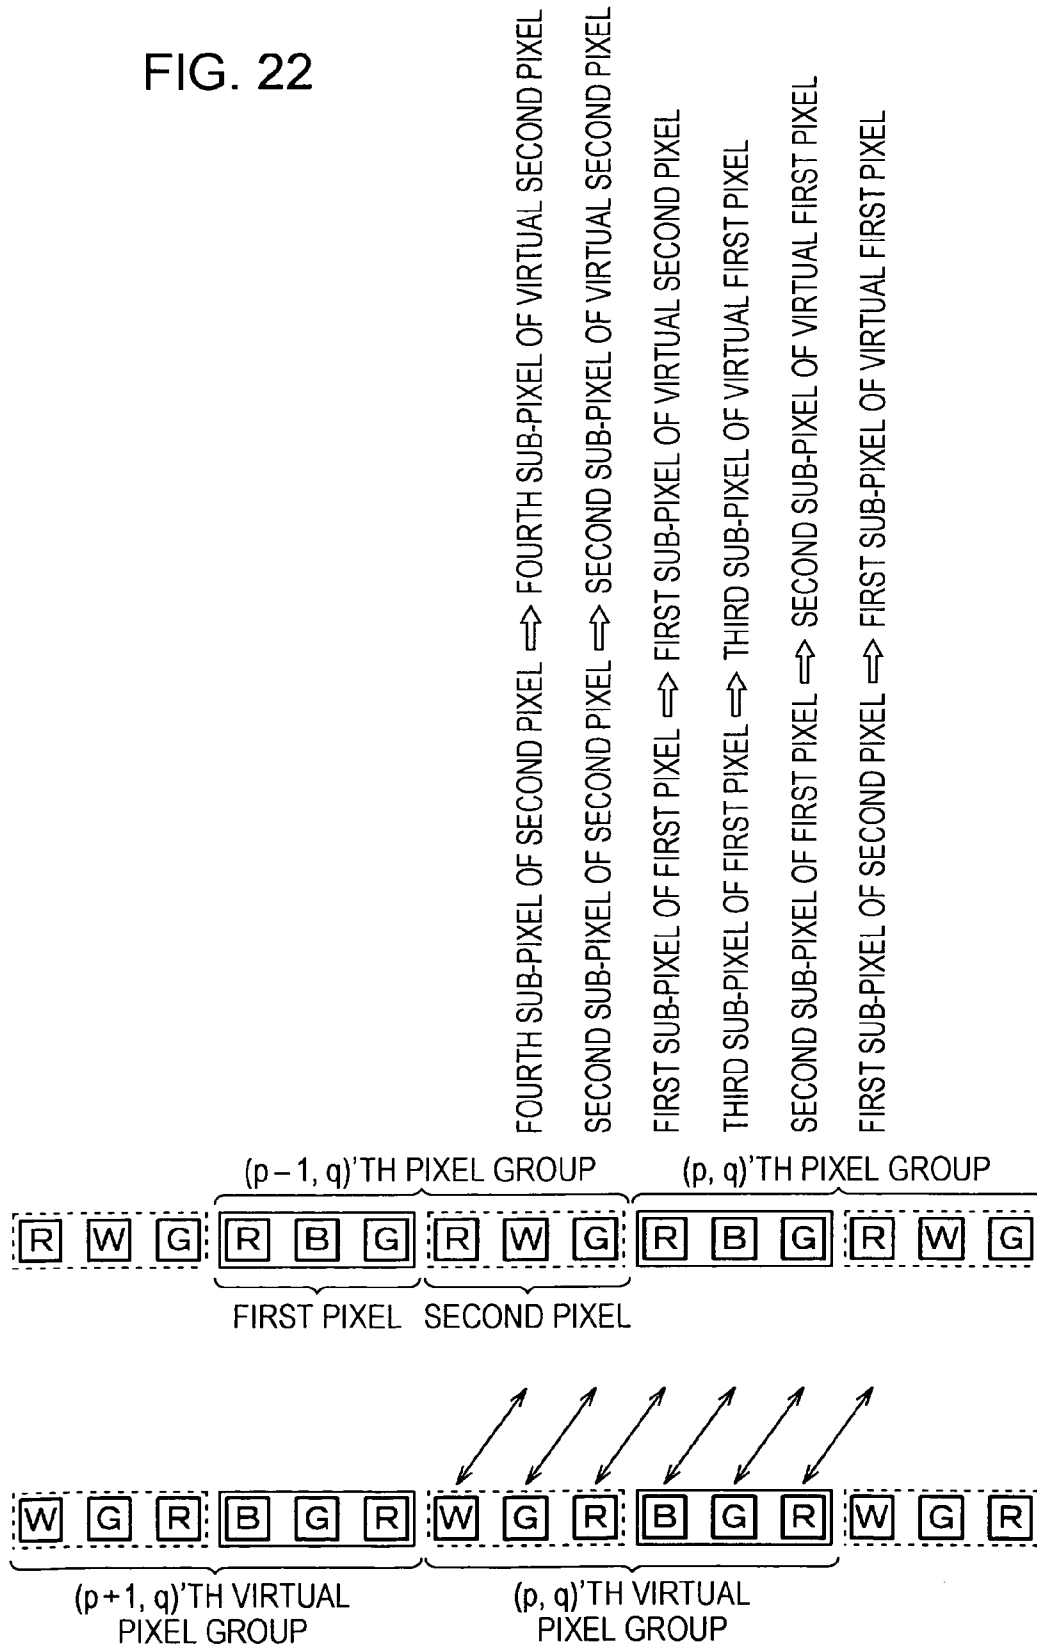 FIG. 22
FOURTH SUB-PIXEL OF SECOND PIXEL ⇨ FOURTH SUB-PIXEL OF VIRTUAL SECOND PIXEL
SECOND SUB-PIXEL OF SECOND PIXEL ⇨ SECOND SUB-PIXEL OF VIRTUAL SECOND PIXEL
FIRST SUB-PIXEL OF FIRST PIXEL ⇨ FIRST SUB-PIXEL OF VIRTUAL SECOND PIXEL
THIRD SUB-PIXEL OF FIRST PIXEL ⇨ THIRD SUB-PIXEL OF VIRTUAL FIRST PIXEL
SECOND SUB-PIXEL OF FIRST PIXEL ⇨ SECOND SUB-PIXEL OF VIRTUAL FIRST PIXEL
FIRST SUB-PIXEL OF SECOND PIXEL ⇨ FIRST SUB-PIXEL OF VIRTUAL FIRST PIXEL
(p−1, q)'TH PIXEL GROUP (p, q)'TH PIXEL GROUP
R W G R B G R W G R B G R W G
FIRST PIXEL SECOND PIXEL
W G R B G R W G R B G R W G R
(p+1, q)'TH VIRTUAL
PIXEL GROUP
(p, q)'TH VIRTUAL
PIXEL GROUP